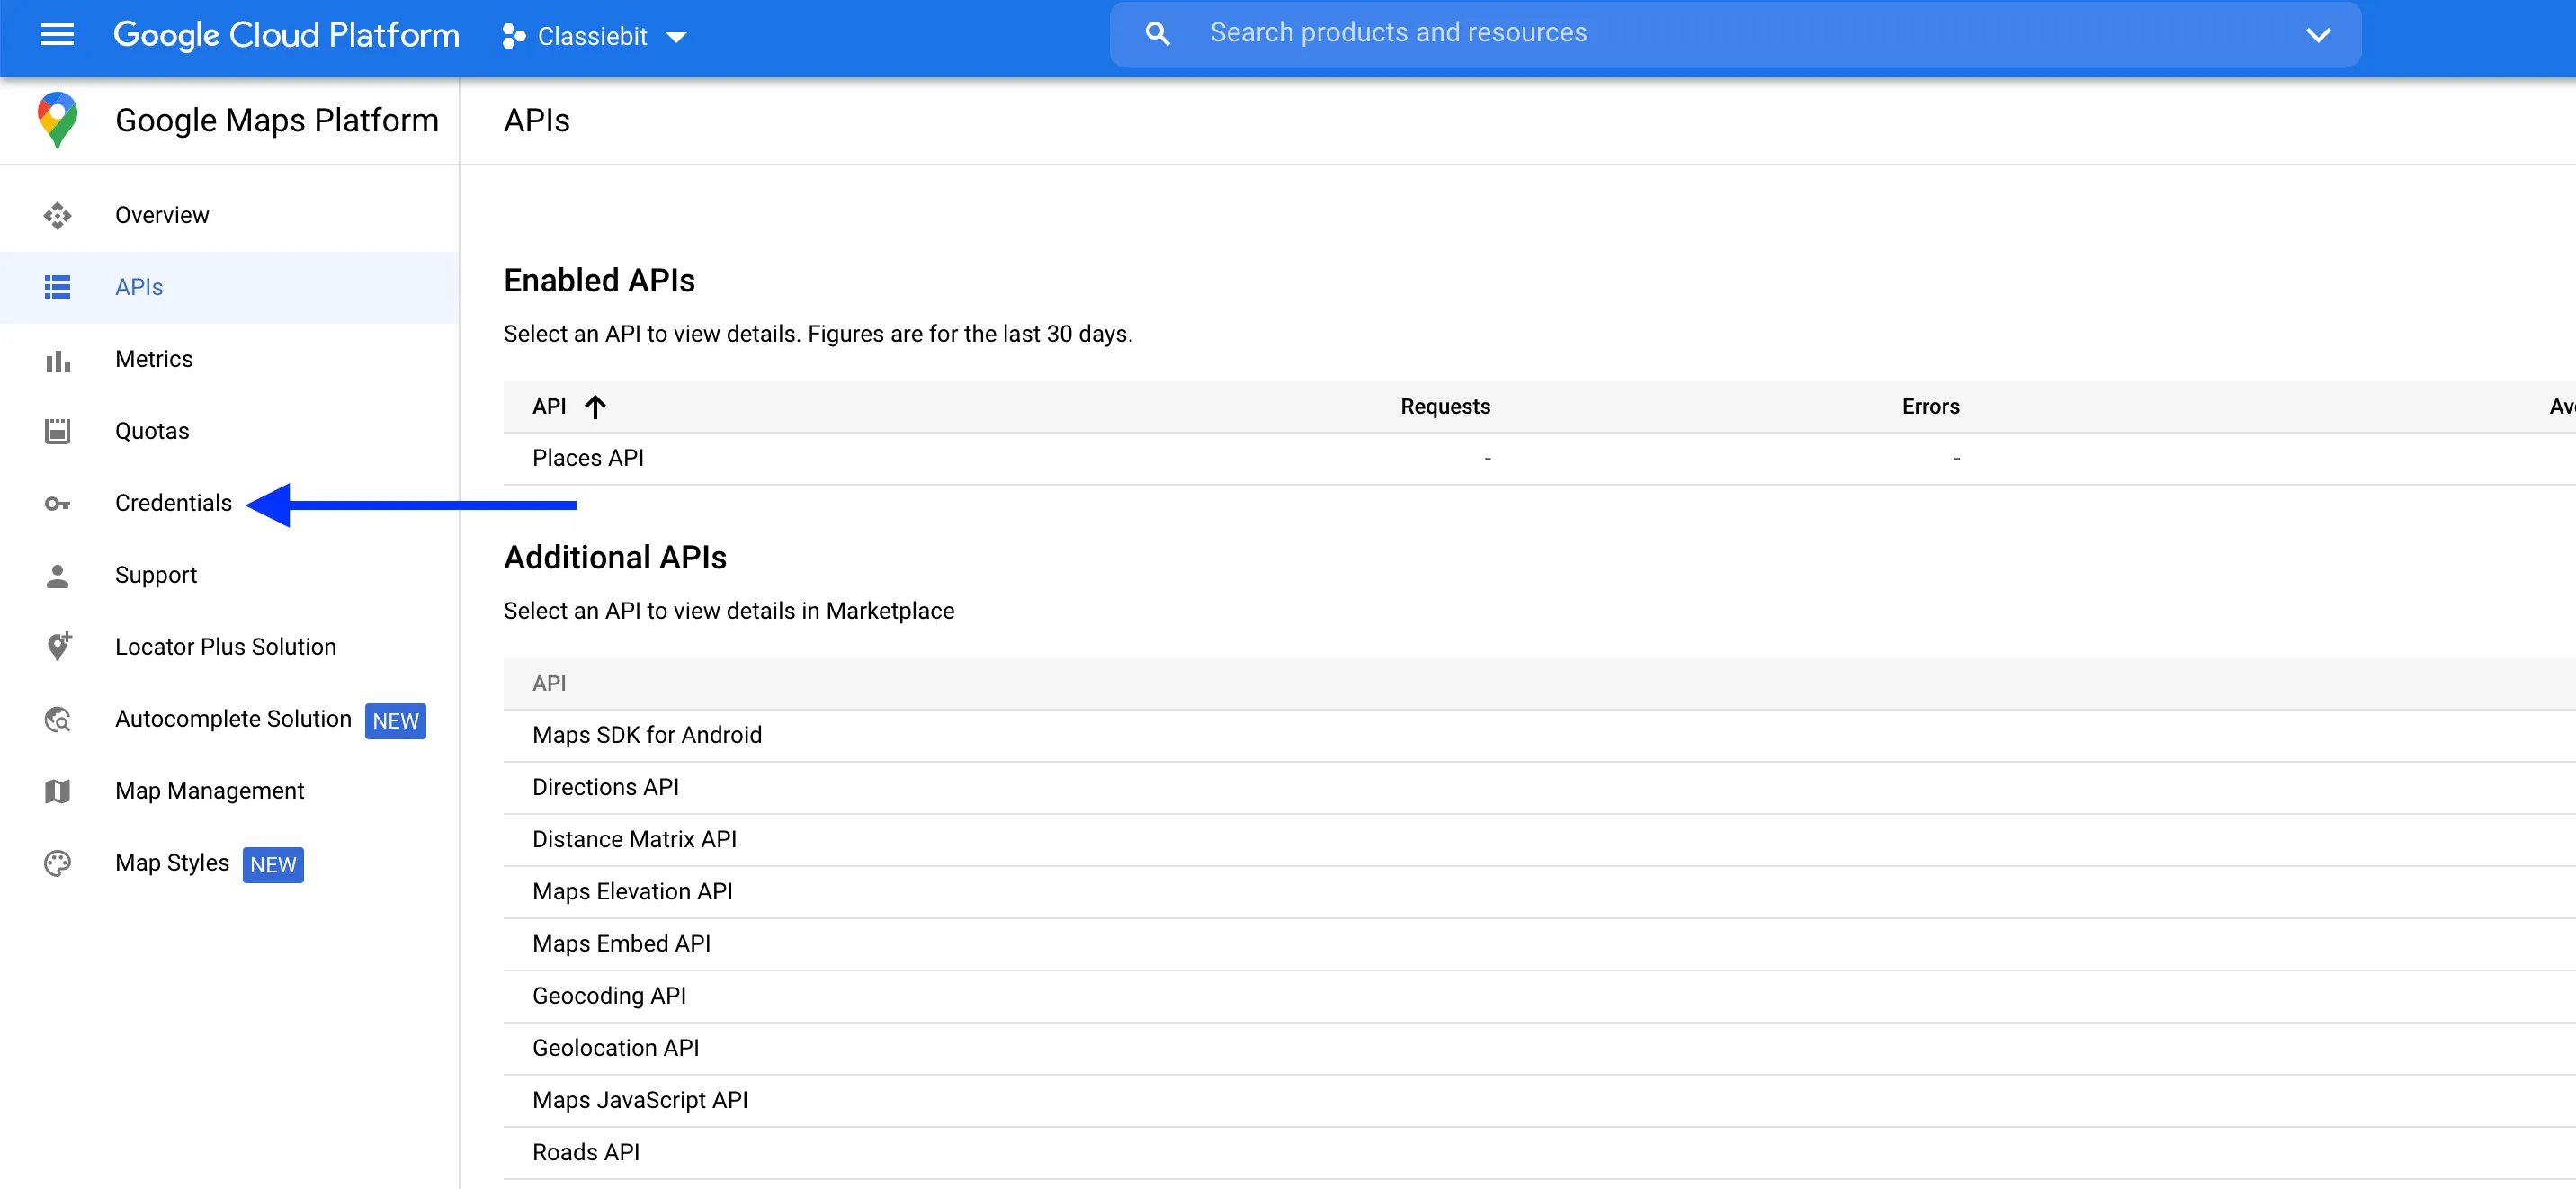 Google Cloud Platform
Classiebit
Search products and resources
Google Maps Platform
APIs
Overview
APIs
Metrics
Quotas
Credentials
Support
Locator Plus Solution
Autocomplete Solution NEW
Map Management
Map Styles NEW
Enabled APIs
Select an API to view details. Figures are for the last 30 days.
API Requests Errors
Places API - -
Additional APIs
Select an API to view details in Marketplace
API
Maps SDK for Android
Directions API
Distance Matrix API
Maps Elevation API
Maps Embed API
Geocoding API
Geolocation API
Maps JavaScript API
Roads API